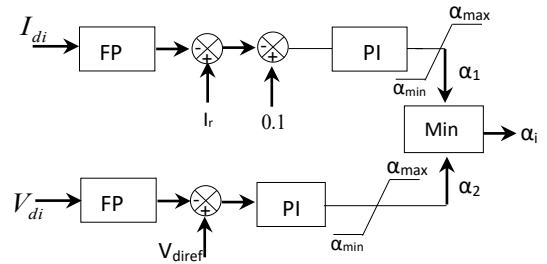 I_di
FP
-
+
I_r
-
+
0.1
PI
α_max
α_min
α_1
Min
α_i
V_di
FP
-
+
V_diref
PI
α_max
α_min
α_2